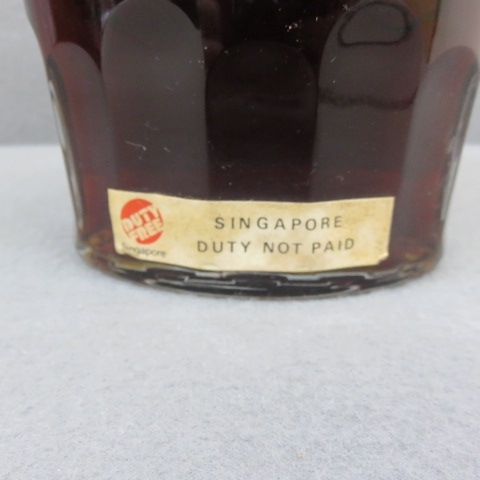 DUTY
FREE
Singapore
SINGAPORE
DUTY NOT PAID